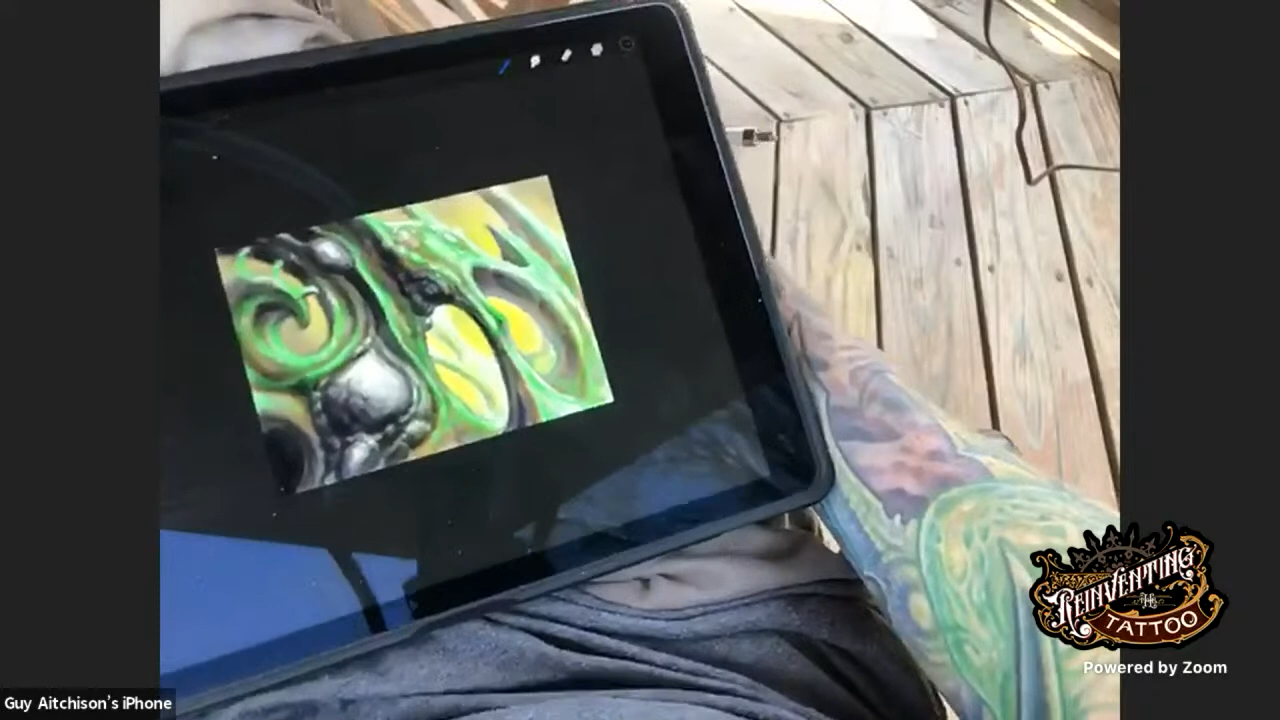 REINVENTING
THE
TATTOO
Powered by Zoom
Guy Aitchison's iPhone